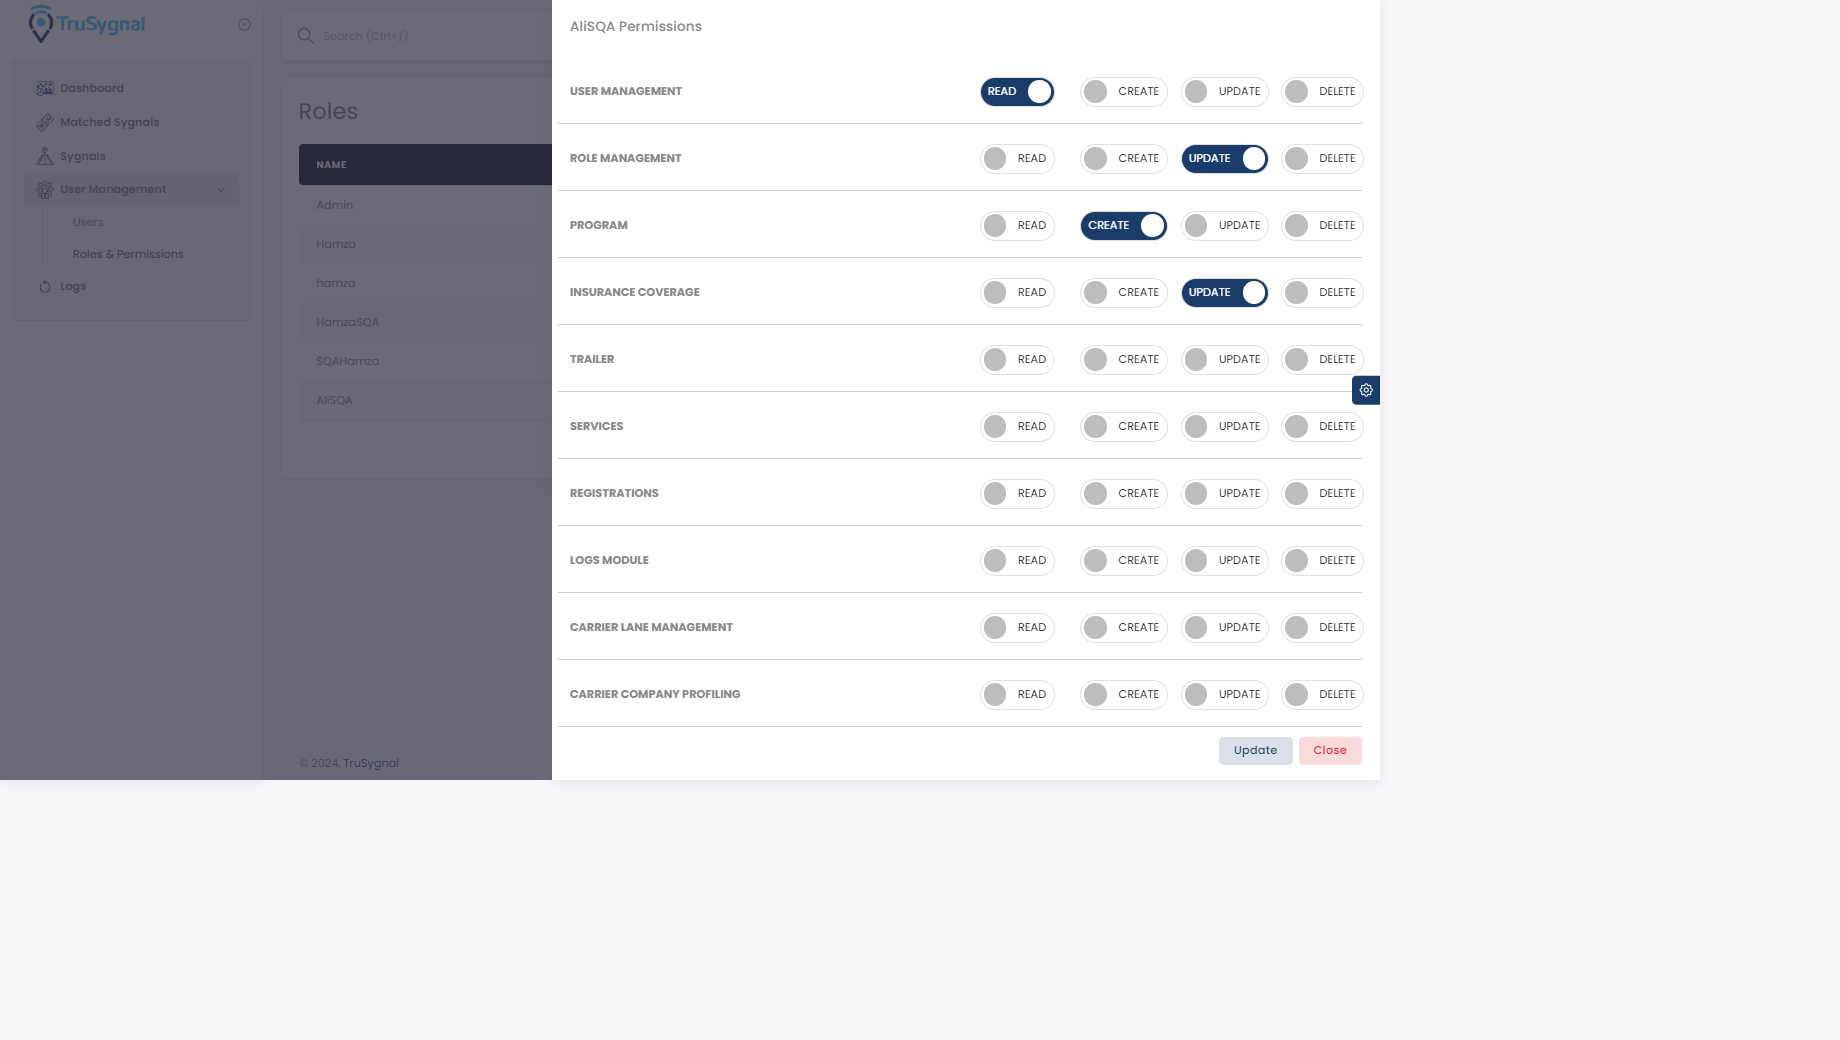 TruSygnal
Search (Ctrl+/)
Dashboard
Matched Sygnals
Sygnals
User Management
Users
Roles & Permissions
Logs
Roles
NAME
Admin
Hamza
hamza
HamzaSQA
SQAHamza
AliSQA
© 2024, TruSygnal
AliSQA Permissions
USER MANAGEMENT READ CREATE UPDATE DELETE
ROLE MANAGEMENT READ CREATE UPDATE DELETE
PROGRAM READ CREATE UPDATE DELETE
INSURANCE COVERAGE READ CREATE UPDATE DELETE
TRAILER READ CREATE UPDATE DELETE
SERVICES READ CREATE UPDATE DELETE
REGISTRATIONS READ CREATE UPDATE DELETE
LOGS MODULE READ CREATE UPDATE DELETE
CARRIER LANE MANAGEMENT READ CREATE UPDATE DELETE
CARRIER COMPANY PROFILING READ CREATE UPDATE DELETE
Update Close